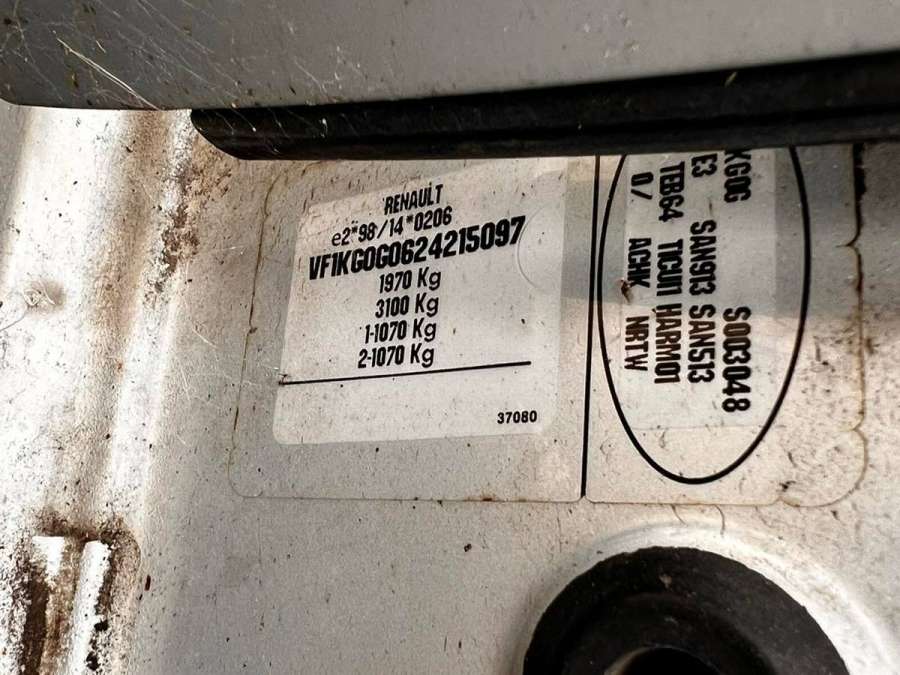 RENAULT
e2*98/14*0206
VF1KG0G0624215097
1970 Kg
3100 Kg
1-1070 Kg
2-1070 Kg
37080
KG0G S003048
E3 SAN913 SAN513
TEB64 TICUI1 HARM01
0/ ACHK NRTW